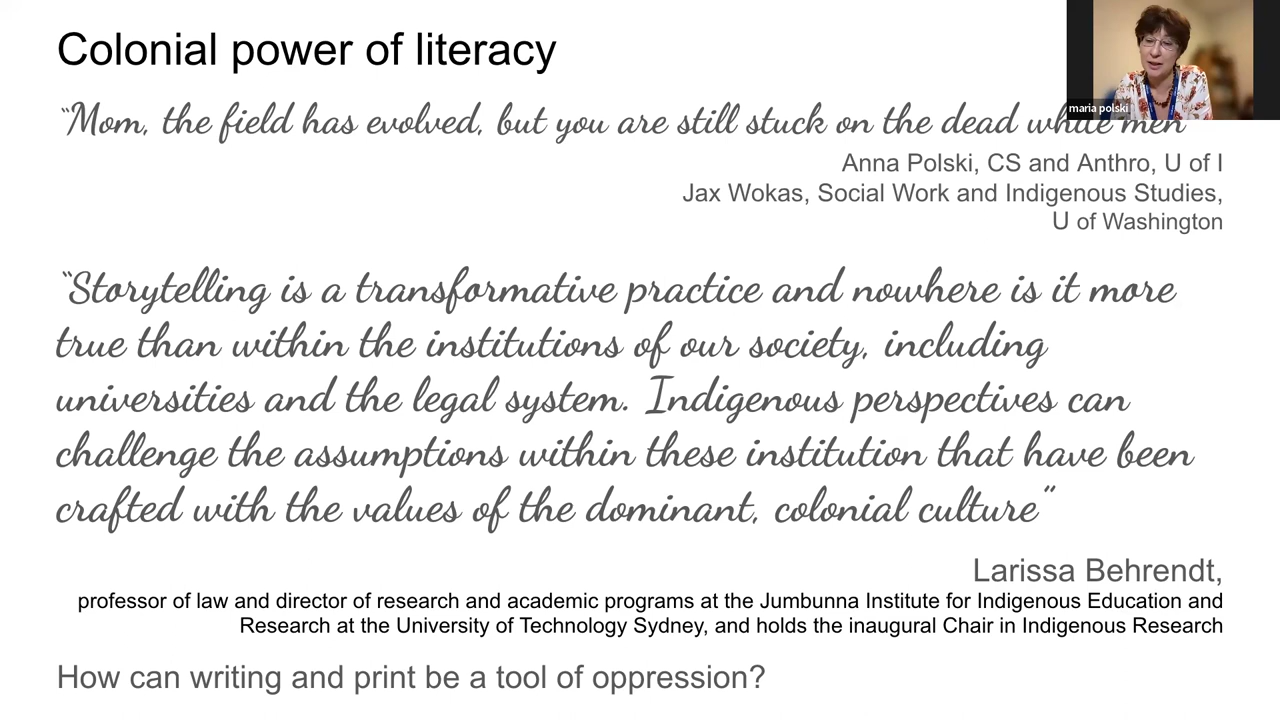 Colonial power of literacy
maria polski
“Mom, the field has evolved, but you are still stuck on the dead white men”
Anna Polski, CS and Anthro, U of I
Jax Wokas, Social Work and Indigenous Studies,
U of Washington
“Storytelling is a transformative practice and nowhere is it more
true than within the institutions of our society, including
universities and the legal system. Indigenous perspectives can
challenge the assumptions within these institution that have been
crafted with the values of the dominant, colonial culture”
Larissa Behrendt,
professor of law and director of research and academic programs at the Jumbunna Institute for Indigenous Education and
Research at the University of Technology Sydney, and holds the inaugural Chair in Indigenous Research
How can writing and print be a tool of oppression?